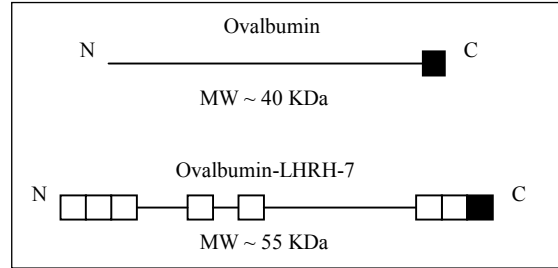 Ovalbumin
N C
MW ~ 40 KDa
Ovalbumin-LHRH-7
N C
MW ~ 55 KDa